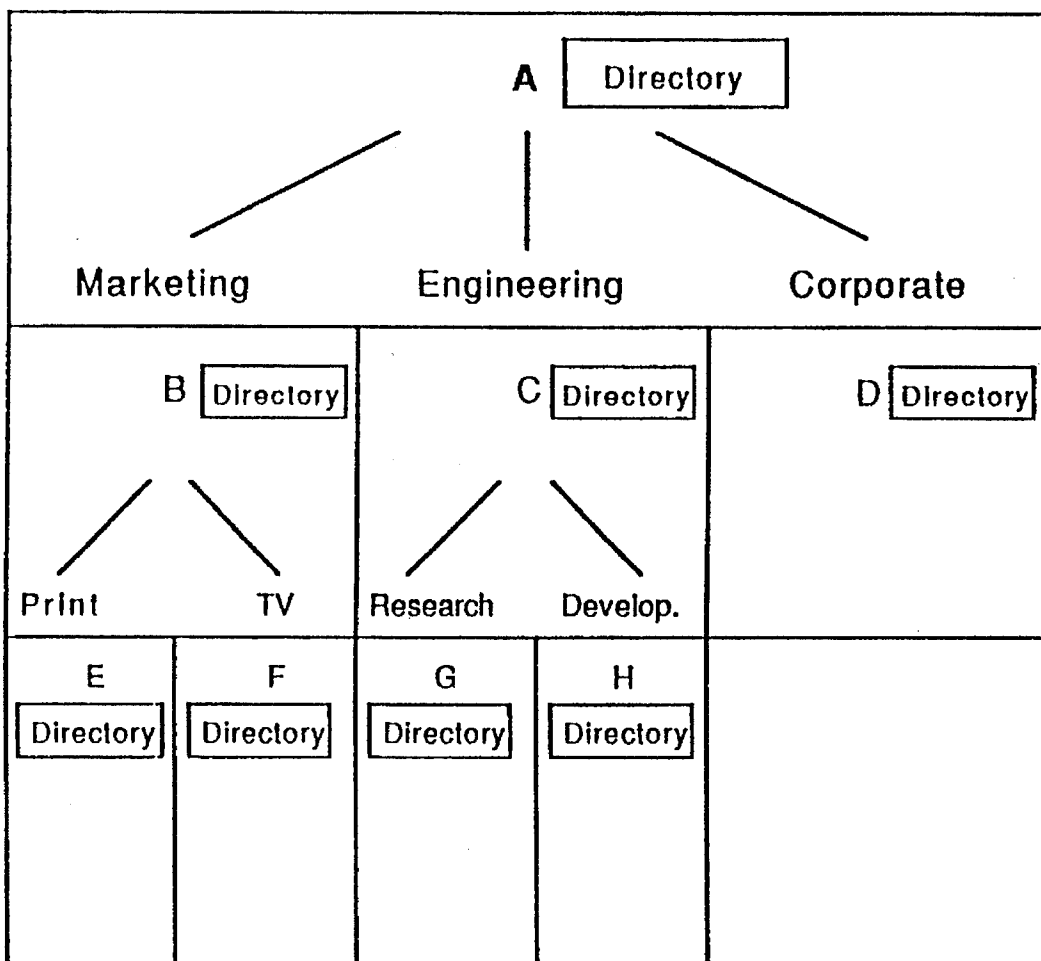 A Directory
Marketing Engineering Corporate
B Directory C Directory D Directory
Print TV Research Develop.
E F G H
Directory Directory Directory Directory